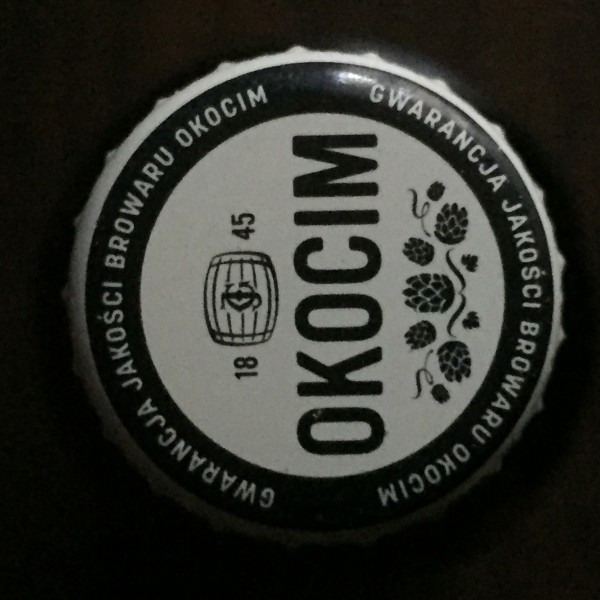 GWARANCJA JAKOŚCI BROWARU OKOCIM
18 45
OKOCIM
GWARANCJA JAKOŚCI BROWARU OKOCIM